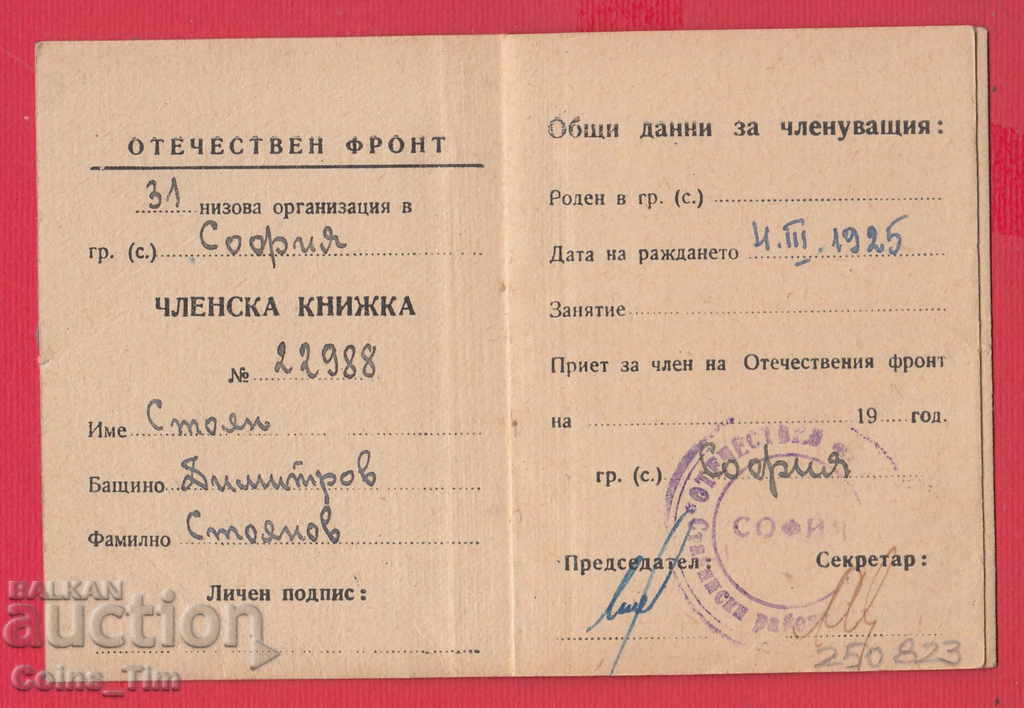 ОТЕЧЕСТВЕН ФРОНТ
31 низова организация в
гр. (с.) София
ЧЛЕНСКА КНИЖКА
№ 22988
Име Стоян
Бащино Димитров
Фамилно Стоянов
Личен подпис:
Общи данни за членуващия:
Роден в гр. (с.)
Дата на раждането 4.III.1925
Занятие
Приет за член на Отечествения фронт
на 19 год.
гр. (с.) София
ОТЕЧЕСТВЕН
СОФИЯ
Председател: Секретар:
250823
BALKAN
auction
Coins_Tim